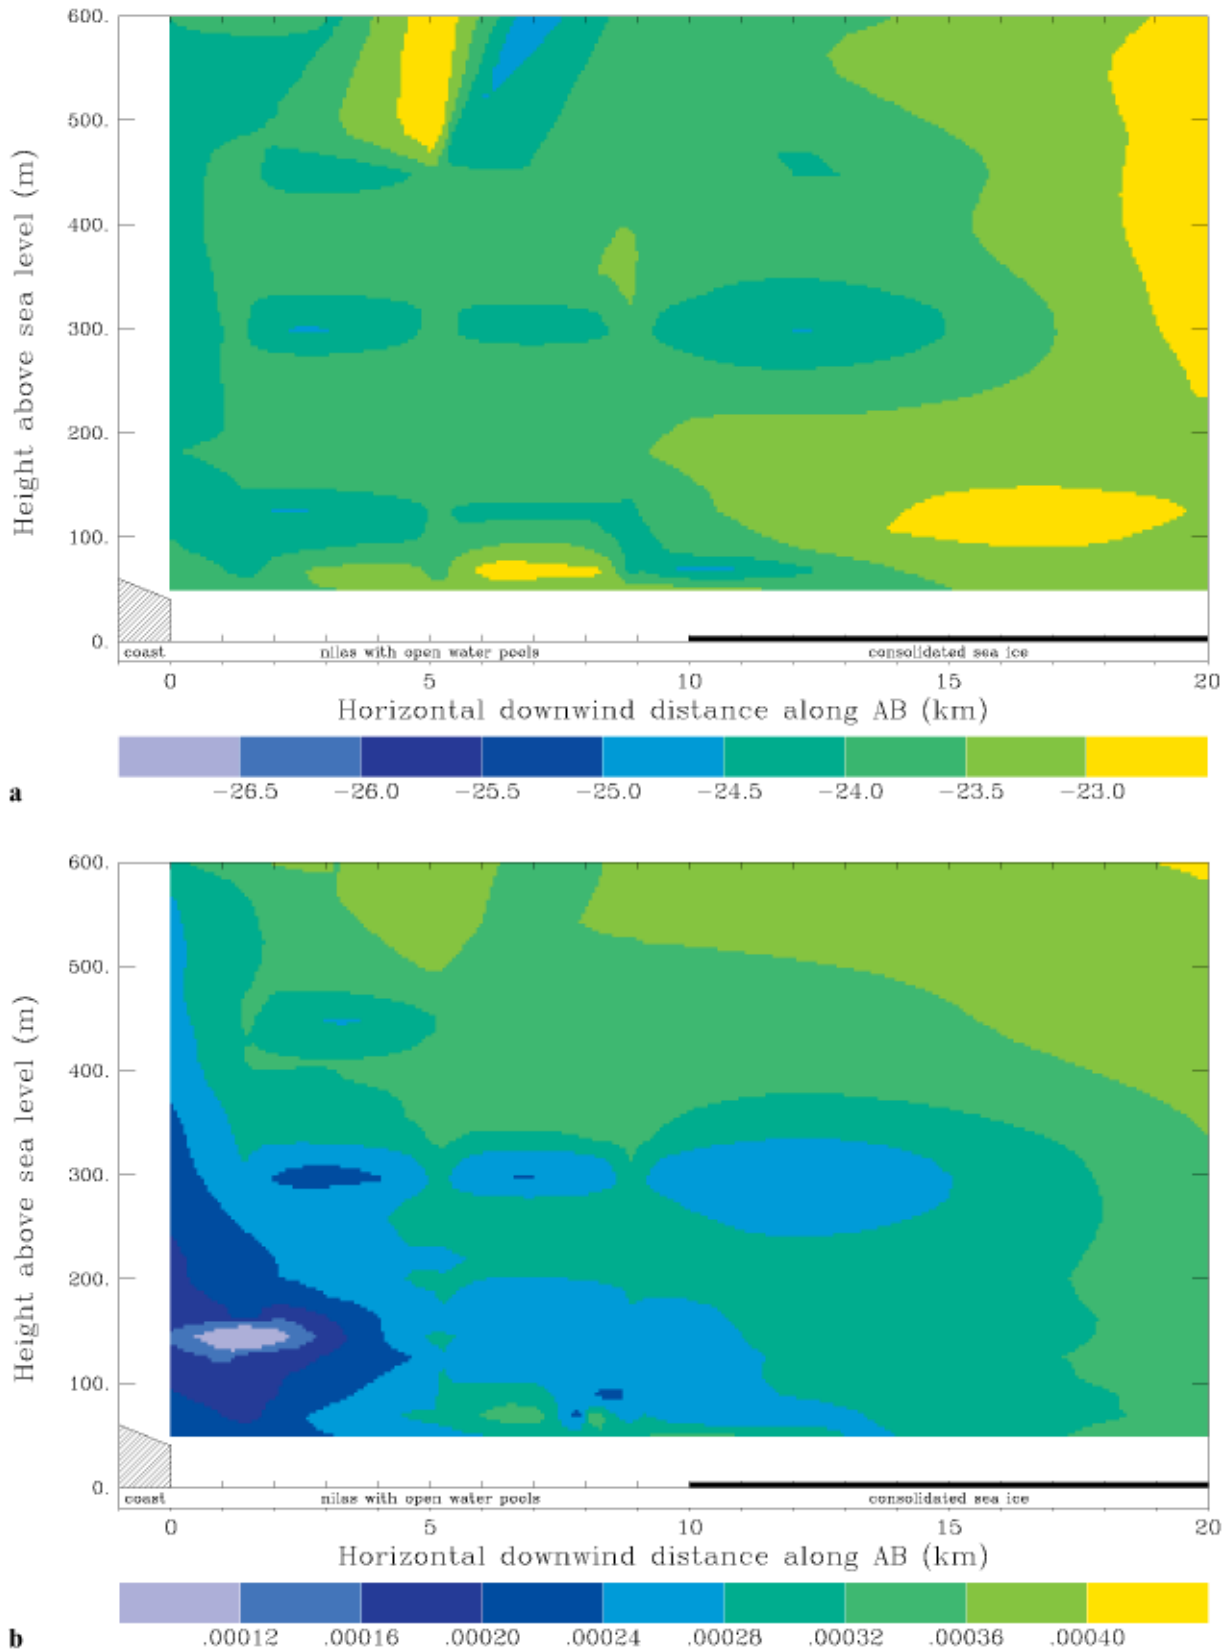 600.
500.
400.
300.
200.
100.
0.
Height above sea level (m)
coast
nilas with open water pools
consolidated sea ice
0 5 10 15 20
Horizontal downwind distance along AB (km)
−26.5 −26.0 −25.5 −25.0 −24.5 −24.0 −23.5 −23.0
a
600.
500.
400.
300.
200.
100.
0.
Height above sea level (m)
coast
nilas with open water pools
consolidated sea ice
0 5 10 15 20
Horizontal downwind distance along AB (km)
.00012 .00016 .00020 .00024 .00028 .00032 .00036 .00040
b